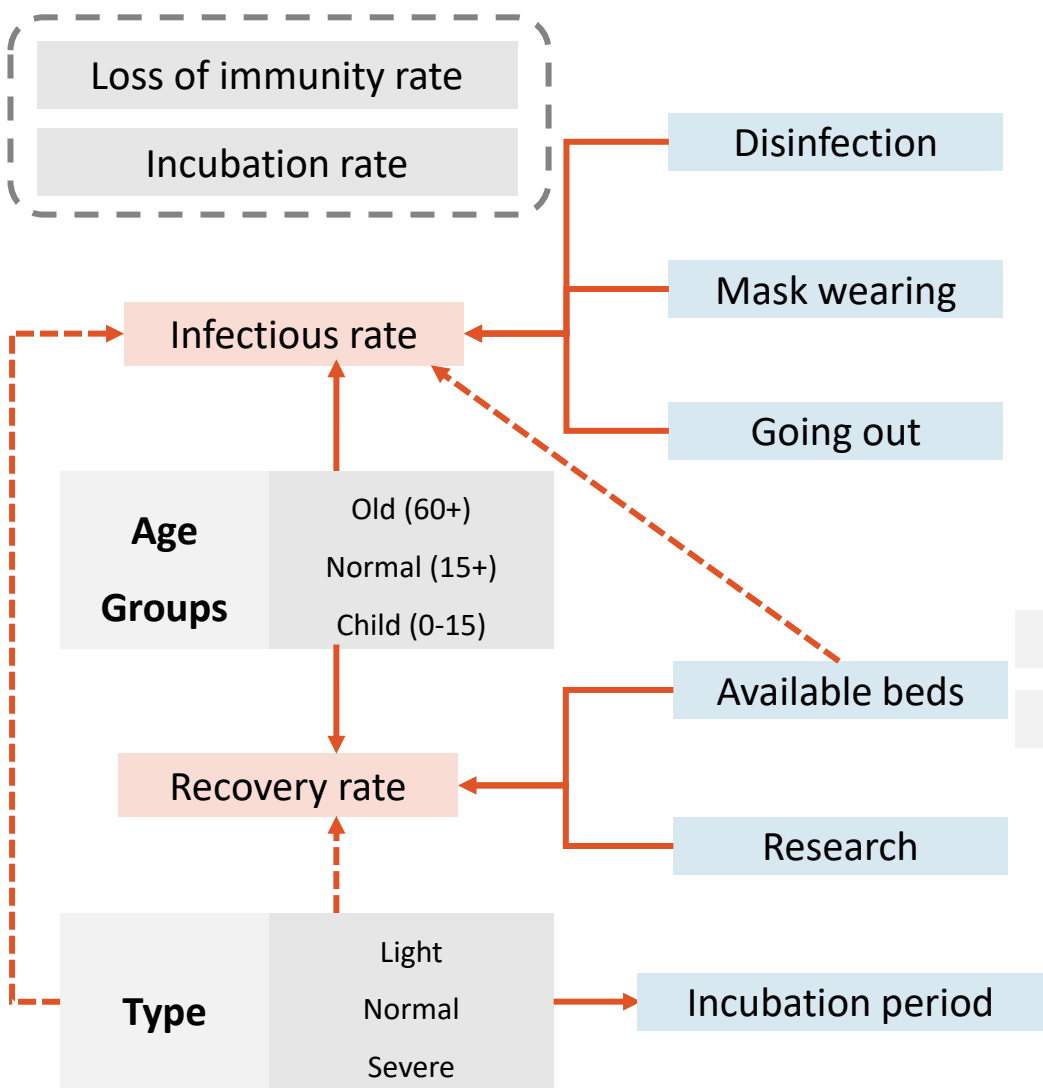 Loss of immunity rate
Incubation rate
Disinfection
Mask wearing
Infectious rate
Going out
Age
Groups
Old (60+)
Normal (15+)
Child (0-15)
Available beds
Recovery rate
Research
Type
Light
Normal
Severe
Incubation period